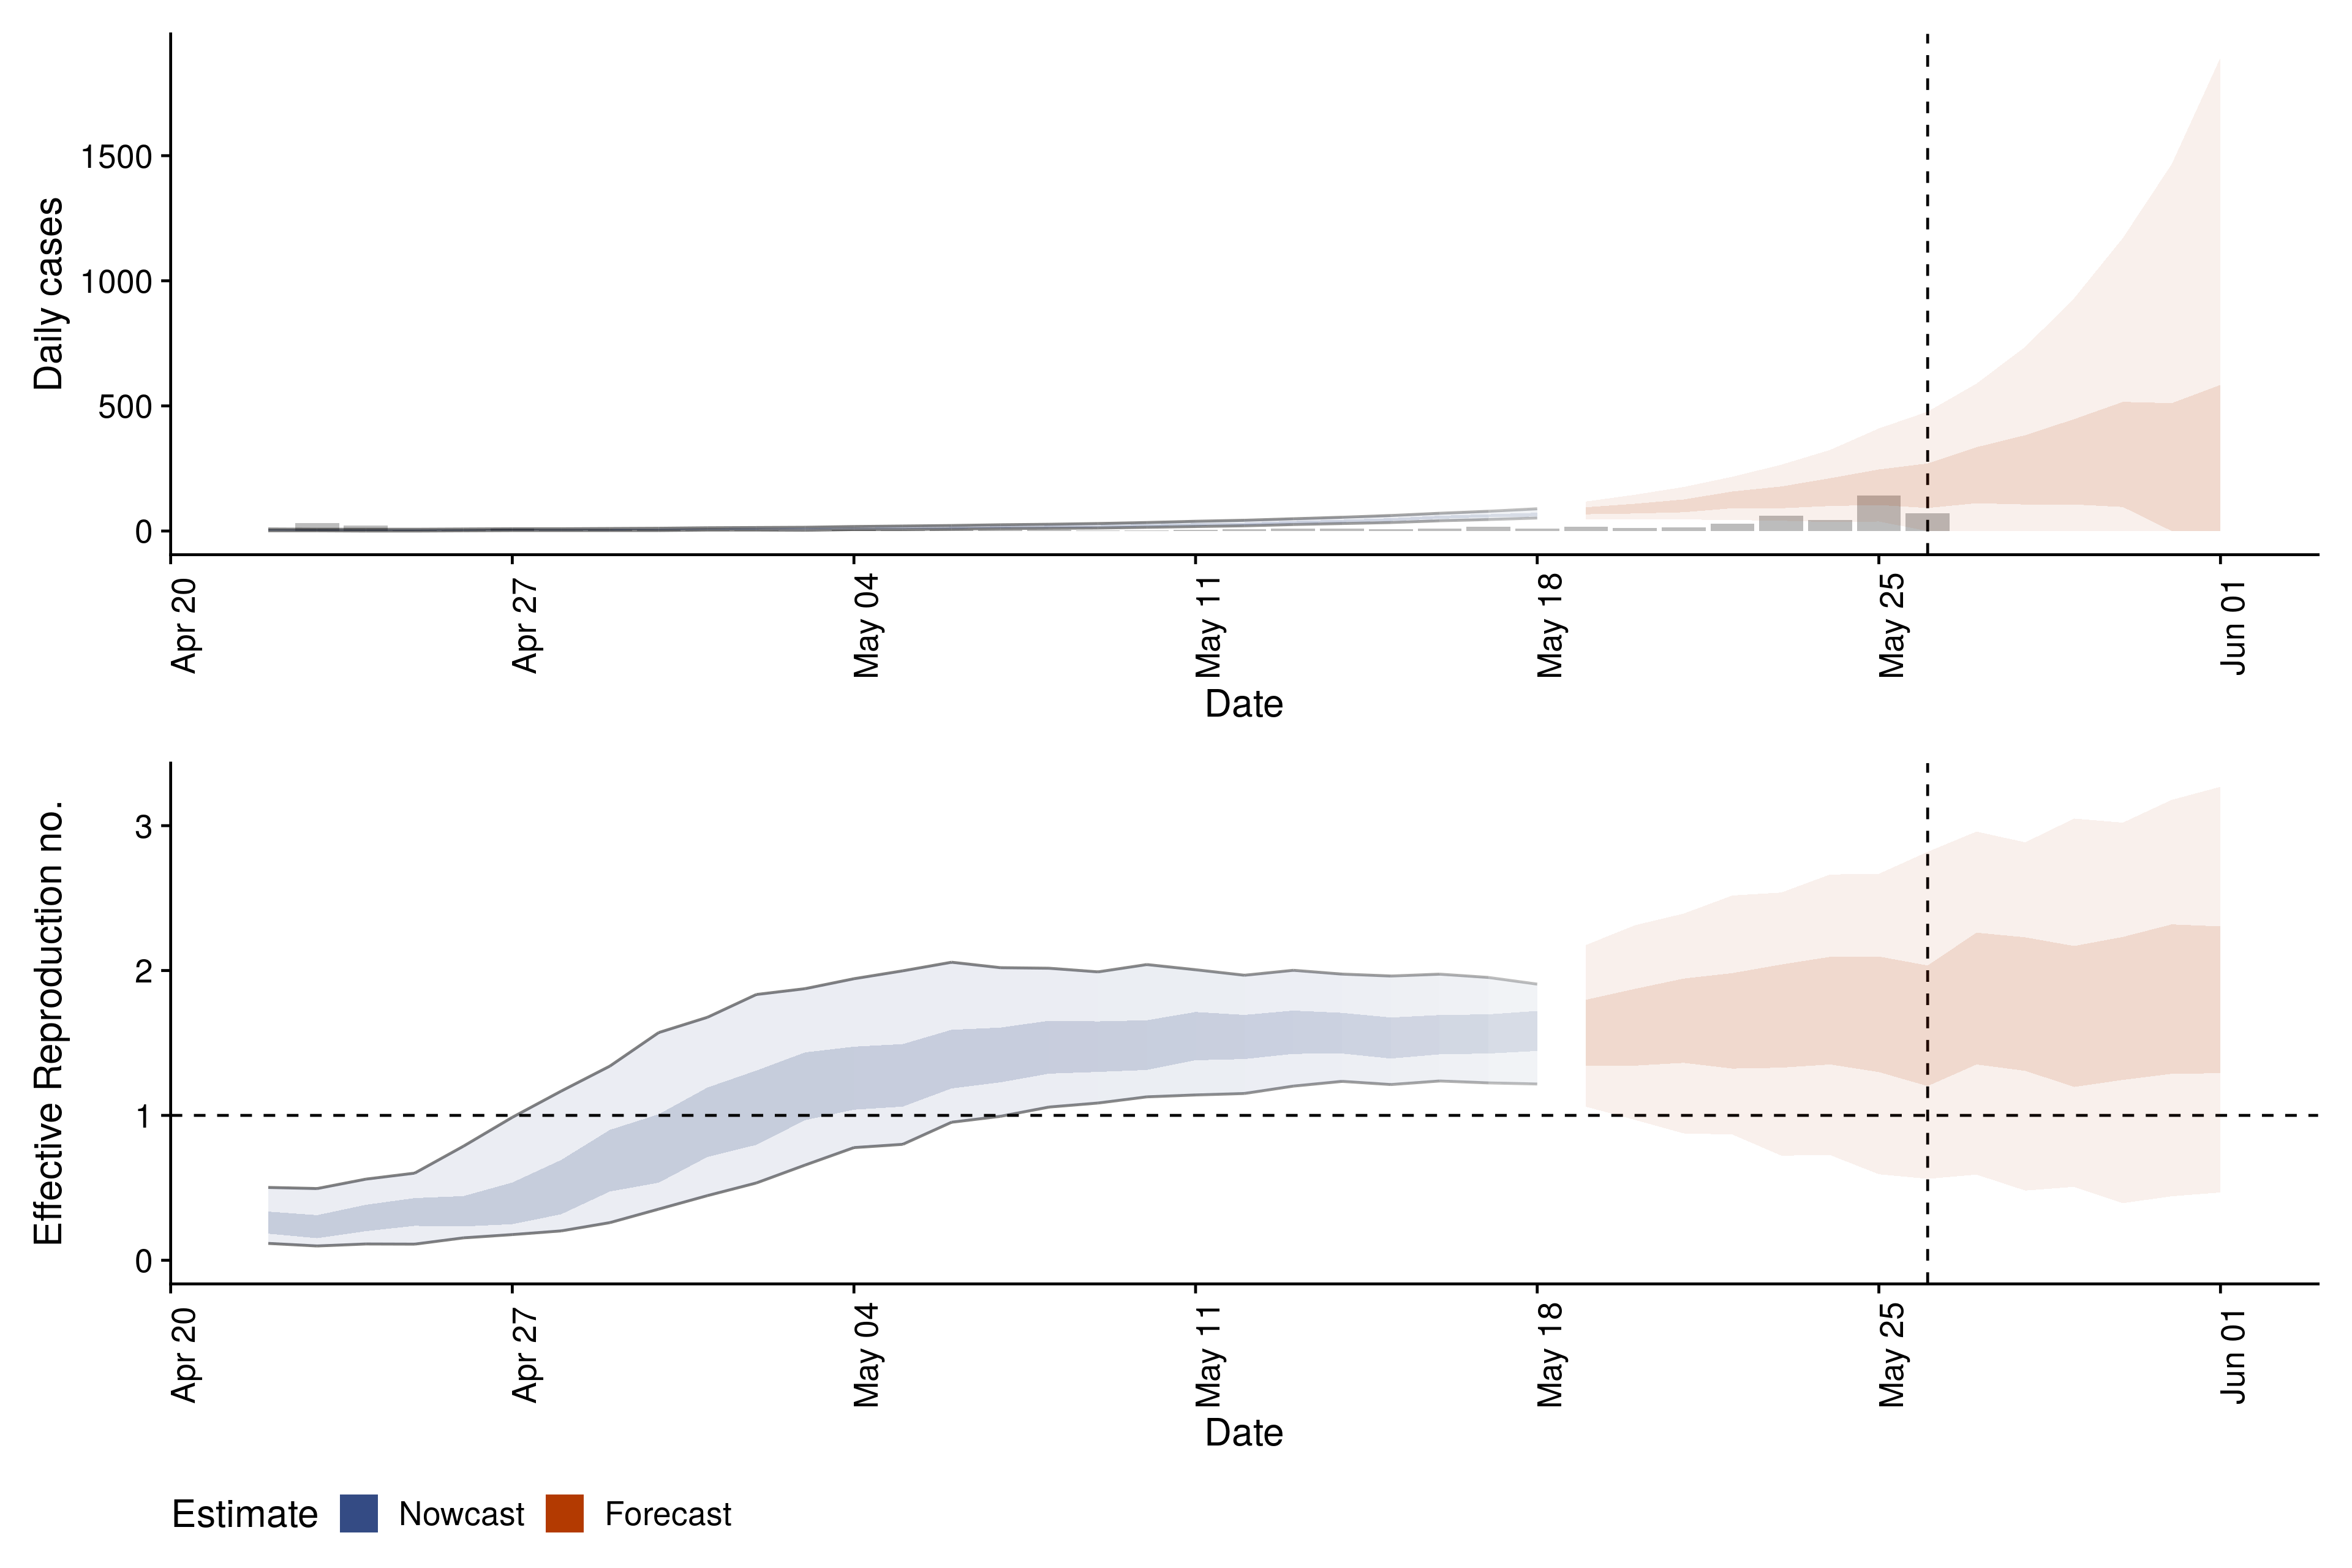 Daily cases
1500
1000
500
0
Apr 20
Apr 27
May 04
May 11
May 18
May 25
Jun 01
Date
Effective Reproduction no.
3
2
1
0
Apr 20
Apr 27
May 04
May 11
May 18
May 25
Jun 01
Date
Estimate Nowcast Forecast